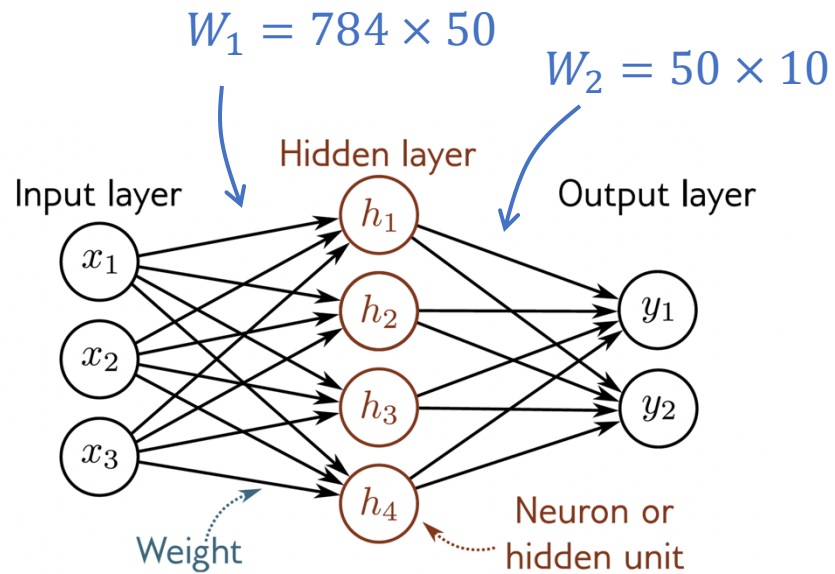 W₁ = 784 × 50
W₂ = 50 × 10
Hidden layer
Input layer
Output layer
x₁
x₂
x₃
h₁
h₂
h₃
h₄
y₁
y₂
Weight
Neuron or
hidden unit